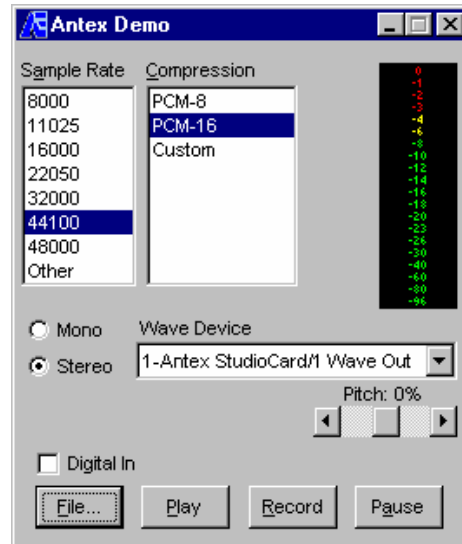 Antex Demo
Sample Rate
Compression
8000
11025
16000
22050
32000
44100
48000
Other
PCM-8
PCM-16
Custom
0
-1
-2
-3
-4
-6
-8
-10
-12
-14
-16
-18
-20
-23
-26
-30
-40
-60
-80
-96
Mono
Stereo
Wave Device
1-Antex StudioCard/1 Wave Out
Pitch: 0%
Digital In
File...
Play
Record
Pause